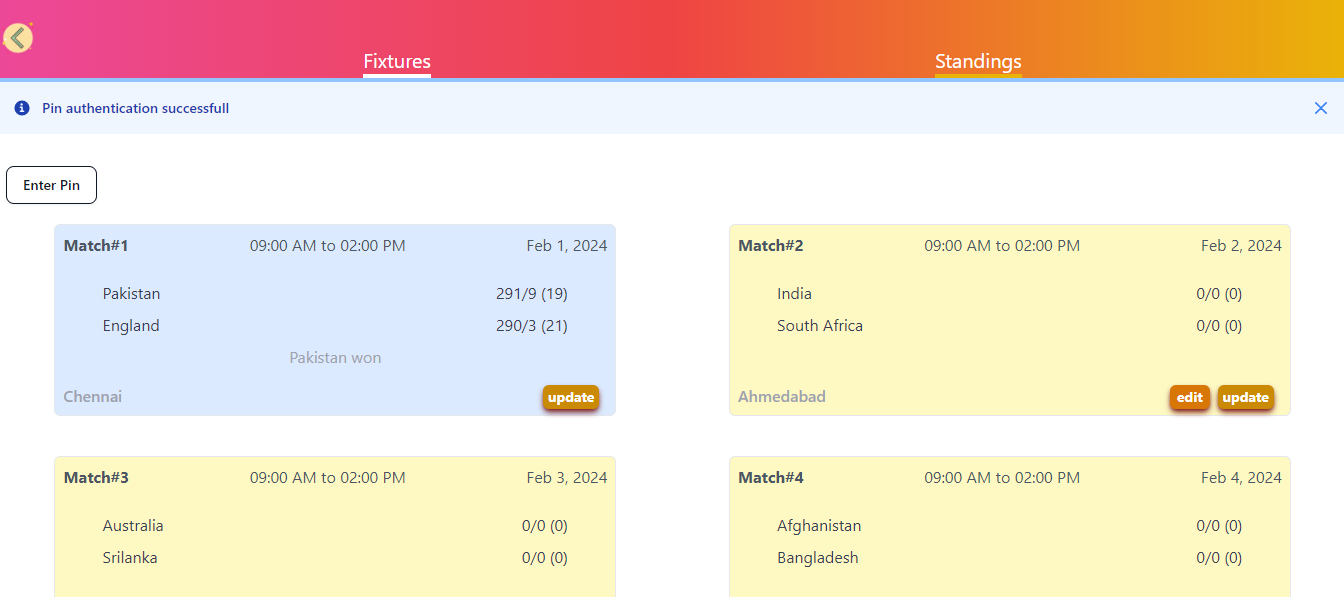 Fixtures Standings
Pin authentication successfull
Enter Pin
Match#1 09:00 AM to 02:00 PM Feb 1, 2024
Pakistan 291/9 (19)
England 290/3 (21)
Pakistan won
Chennai update
Match#2 09:00 AM to 02:00 PM Feb 2, 2024
India 0/0 (0)
South Africa 0/0 (0)
Ahmedabad edit update
Match#3 09:00 AM to 02:00 PM Feb 3, 2024
Australia 0/0 (0)
Srilanka 0/0 (0)
Match#4 09:00 AM to 02:00 PM Feb 4, 2024
Afghanistan 0/0 (0)
Bangladesh 0/0 (0)